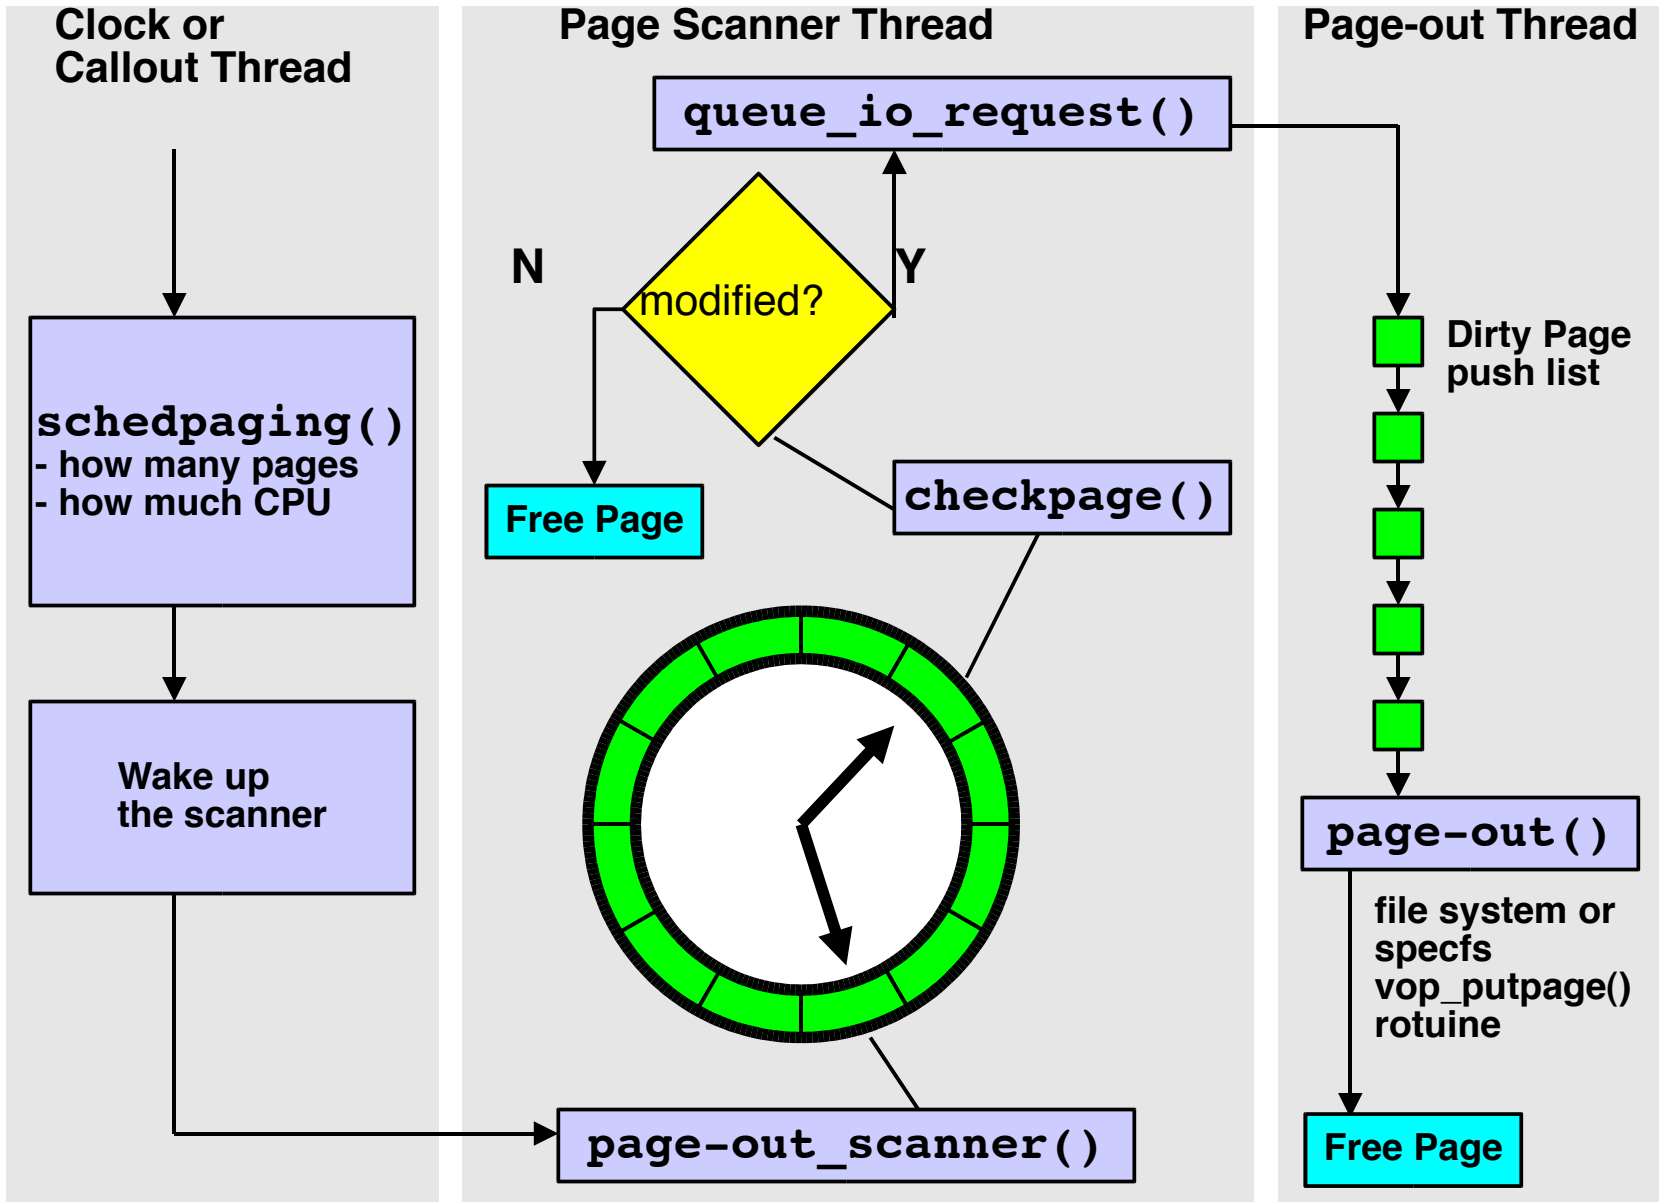 Clock or
Callout Thread
schedpaging()
- how many pages
- how much CPU
Wake up
the scanner
Page Scanner Thread
queue_io_request()
N
Y
modified?
Free Page
checkpage()
page-out_scanner()
Page-out Thread
Dirty Page
push list
page-out()
file system or
specfs
vop_putpage()
rotuine
Free Page